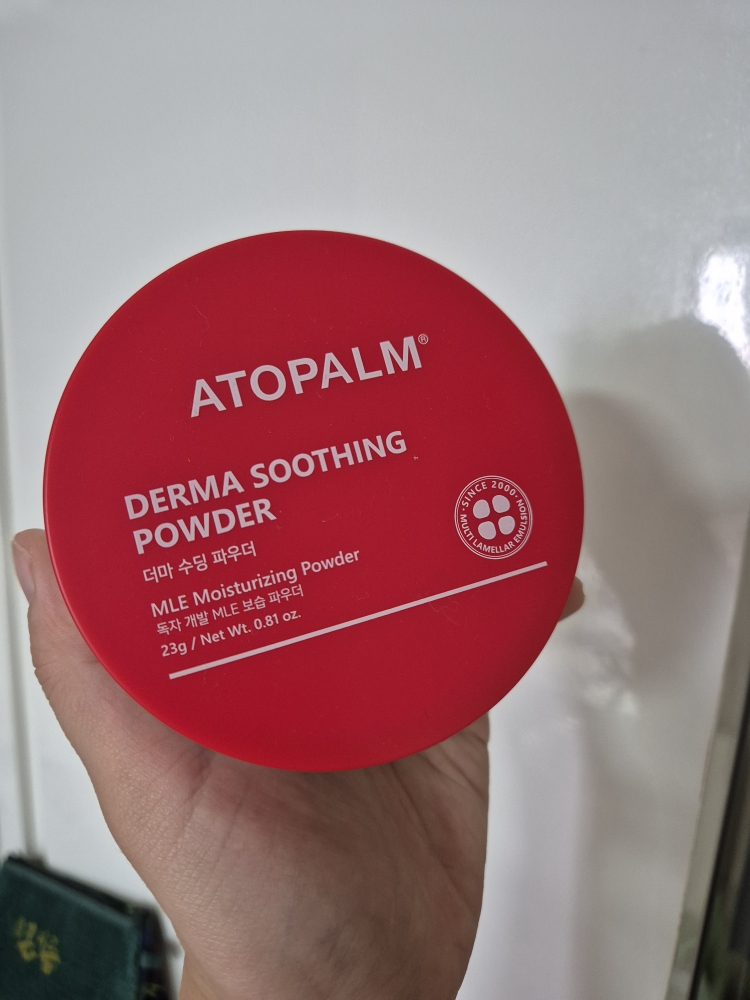 ATOPALM®
DERMA SOOTHING
POWDER
더마 수딩 파우더
MLE Moisturizing Powder
독자 개발 MLE 보습 파우더
23g / Net Wt. 0.81 oz.
·SINCE 2000·
MULTI LAMELLAR EMULSION